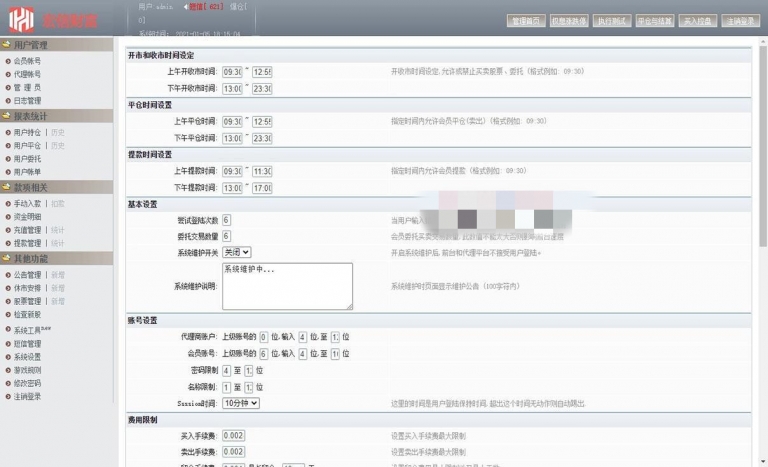 用户: admin 短信[ 621] 保仓[
0]
系统时间: 2021-01-05 18:15:04
管理首页 执行测试 平仓与结算 买入控盘 注销登录
用户管理
会员帐号
代理帐号
管 理 员
日志管理
报表统计
用户持仓 | 历史
用户平仓 | 历史
用户委托
用户帐单
款项相关
手动入款 | 扣款
资金明细
充值管理 | 统计
提款管理 | 统计
其他功能
公告管理 | 新增
休市安排 | 新增
股票管理 | 新增
检查新股
系统工具new
短信管理
系统设置
游戏规则
修改密码
注销登录
开市和收市时间设定
上午开收市时间: 09:30 ~ 12:55 开收市时间设定, 允许或禁止买卖股票、委托 (格式例如: 09:30)
下午开收市时间: 13:00 ~ 23:30
平仓时间设置
上午平仓时间: 09:30 ~ 12:55 指定时间内允许会员平仓(卖出) (格式例如: 09:30)
下午平仓时间: 13:00 ~ 23:30
提款时间设置
上午提款时间: 09:30 ~ 11:30 指定时间内允许会员提款 (格式例如: 09:30)
下午提款时间: 13:00 ~ 17:00
基本设置
尝试登陆次数 6 当用户输入
委托交易数量 6 会员委托买卖交易数量,
系统维护开关 关闭 开启系统维护后, 前台和代理平台不接受用户登陆+
系统维护说明: 系统维护中... 系统维护时页面显示维护公告 (100字符内)
账号设置
代理商账户: 上级账号的 0 位, 输入 4 位, 至 位
会员账号: 上级账号的 6 位, 输入 4 位, 至 位
密码限制 4 至 位
名称限制: 1 至 位
Session时间: 10分钟 这里的时间是用户登陆保持时间, 超出这个时间无动作则自动踢出.
费用限制
买入手续费: 0.002 设置买入手续费最大限制
卖出手续费: 0.002 设置卖出手续费最大限制